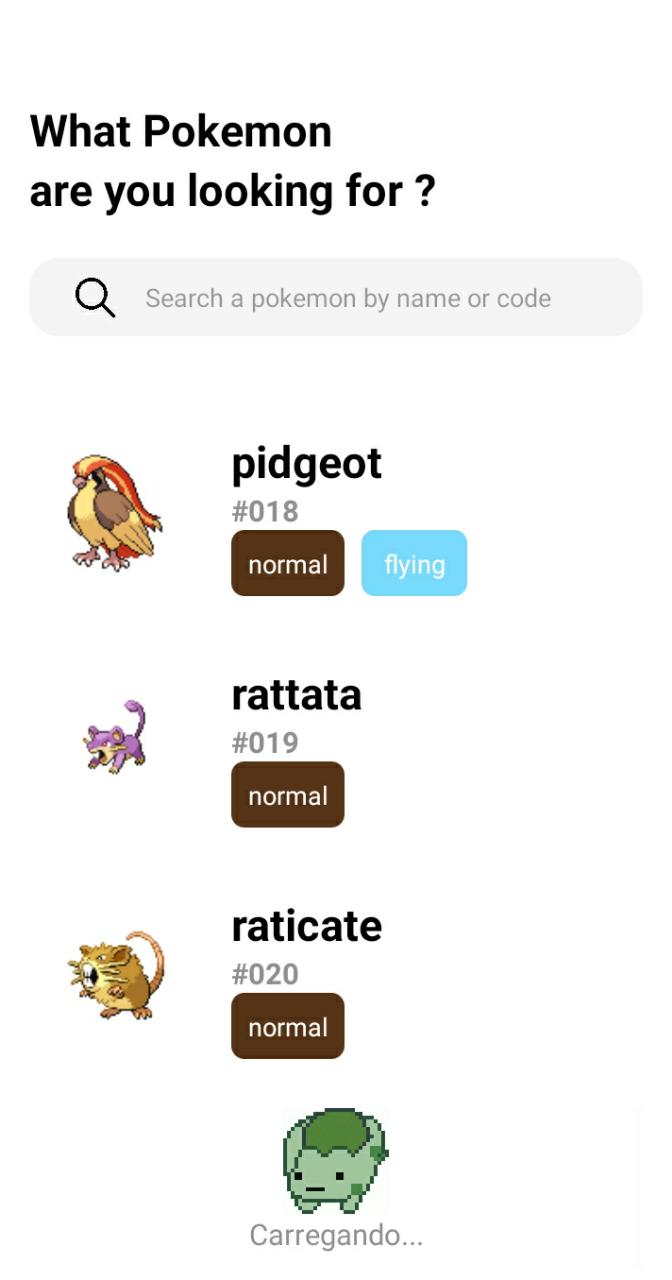 What Pokemon
are you looking for ?
Search a pokemon by name or code
pidgeot
#018
normal flying
rattata
#019
normal
raticate
#020
normal
Carregando...